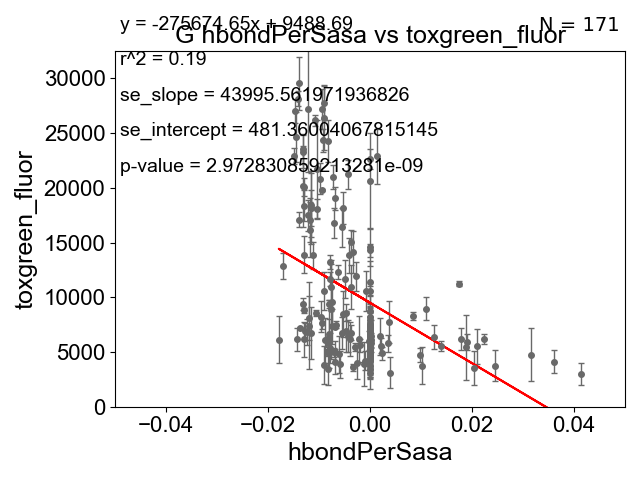 y = -275674.65x + 9488.69
N = 171
G hbondPerSasa vs toxgreen_fluor
r^2 = 0.19
se_slope = 43995.561971936826
se_intercept = 481.36004067815145
p-value = 2.972830859213281e-09
30000
25000
20000
15000
10000
5000
0
toxgreen_fluor
−0.04 −0.02 0.00 0.02 0.04
hbondPerSasa